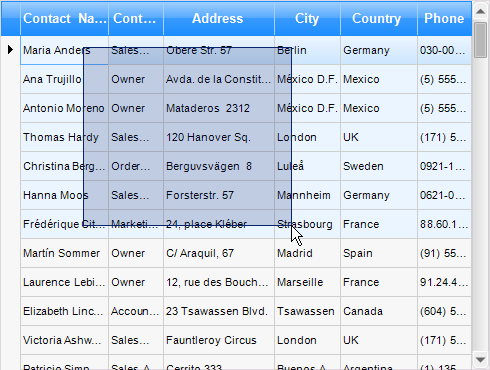 Contact Na... Cont... Address City Country Phone
Maria Anders Sales... Obere Str. 57 Berlin Germany 030-00...
Ana Trujillo Owner Avda. de la Constit... México D.F. Mexico (5) 555...
Antonio Moreno Owner Mataderos 2312 México D.F. Mexico (5) 555...
Thomas Hardy Sales... 120 Hanover Sq. London UK (171) 5...
Christina Berg... Order... Berguvsvägen 8 Luleå Sweden 0921-1...
Hanna Moos Sales... Forsterstr. 57 Mannheim Germany 0621-0...
Frédérique Cit... Marketi... 24, place Kléber Strasbourg France 88.60.1...
Martín Sommer Owner C/ Araquil, 67 Madrid Spain (91) 55...
Laurence Lebi... Owner 12, rue des Bouch... Marseille France 91.24.4...
Elizabeth Linc... Accoun... 23 Tsawassen Blvd. Tsawassen Canada (604) 5...
Victoria Ashw... Sales... Fauntleroy Circus London UK (171) 5...
Patricio Simp... Sales A... Cerrito 333 Buenos A... Argentina (1) 135...